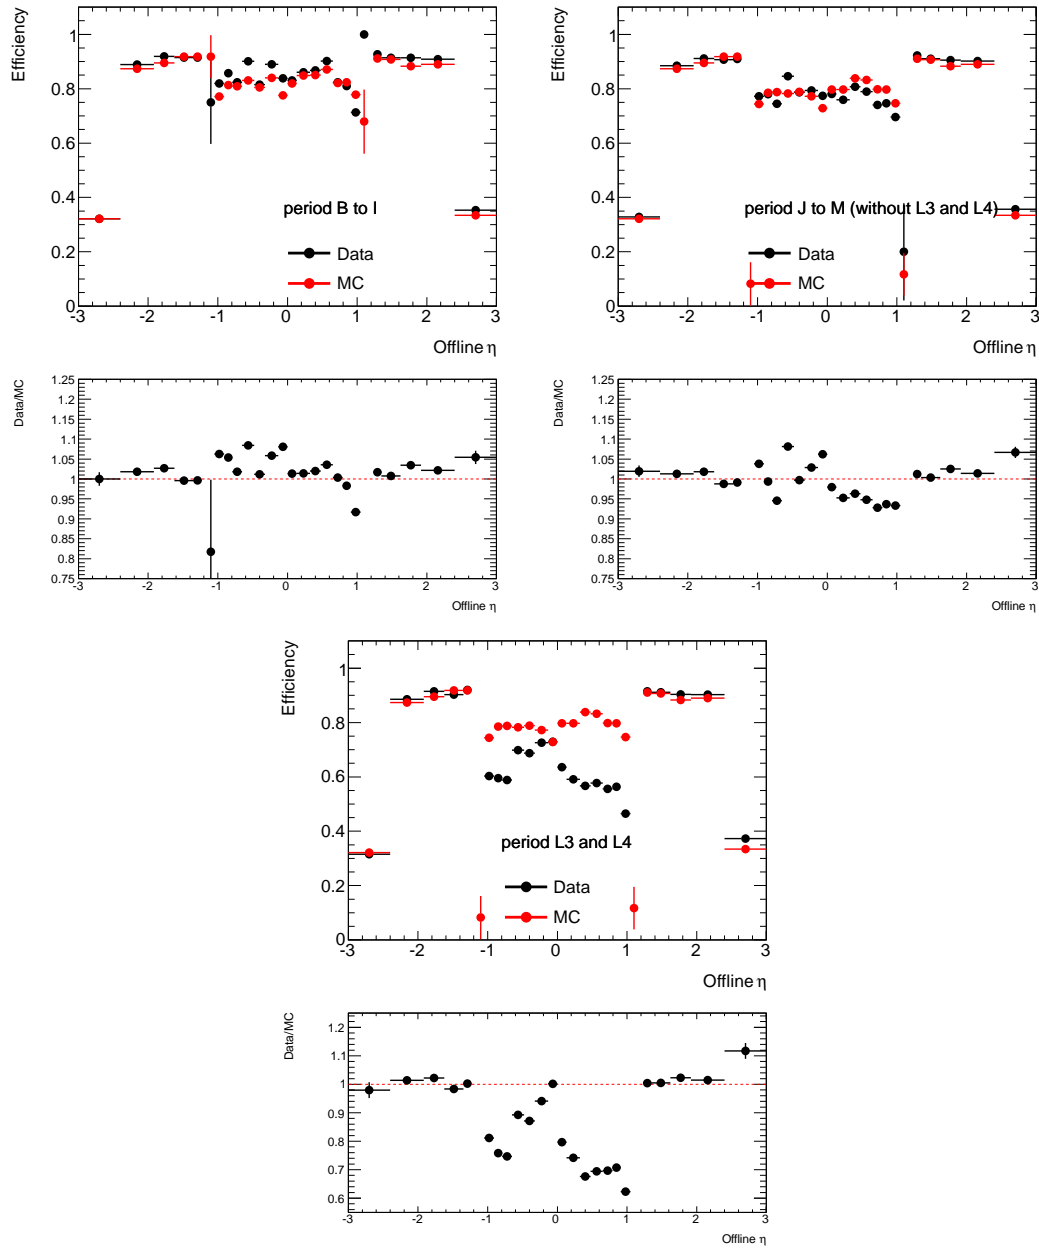 Efficiency
1
0.8
0.6
0.4
0.2
0
period B to I
Data
MC
-3 -2 -1 0 1 2 3
Offline η
Efficiency
1
0.8
0.6
0.4
0.2
0
period J to M (without L3 and L4)
Data
MC
-3 -2 -1 0 1 2 3
Offline η
Data/MC
1.25
1.2
1.15
1.1
1.05
1
0.95
0.9
0.85
0.8
0.75
-3 -2 -1 0 1 2 3
Offline η
Data/MC
1.25
1.2
1.15
1.1
1.05
1
0.95
0.9
0.85
0.8
0.75
-3 -2 -1 0 1 2 3
Offline η
Efficiency
1
0.8
0.6
0.4
0.2
0
period L3 and L4
Data
MC
-3 -2 -1 0 1 2 3
Offline η
Data/MC
1.2
1.1
1
0.9
0.8
0.7
0.6
-3 -2 -1 0 1 2 3
Offline η